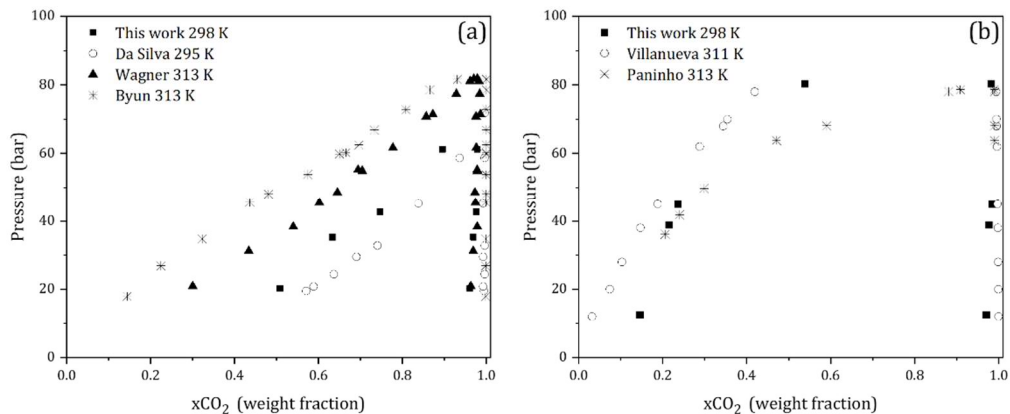 (a)
This work 298 K
Da Silva 295 K
Wagner 313 K
Byun 313 K
100
80
60
40
20
0
Pressure (bar)
0.0 0.2 0.4 0.6 0.8 1.0
xCO₂ (weight fraction)
(b)
This work 298 K
Villanueva 311 K
Paninho 313 K
100
80
60
40
20
0
Pressure (bar)
0.0 0.2 0.4 0.6 0.8 1.0
xCO₂ (weight fraction)